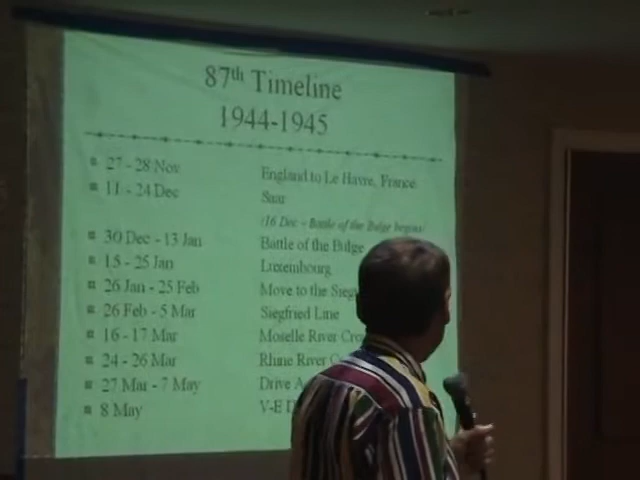 87th Timeline
1944-1945
27 - 28 Nov England to Le Havre, France
11 - 24 Dec Saar
(16 Dec - Battle of the Bulge begins)
30 Dec - 13 Jan Battle of the Bulge
15 - 25 Jan Luxembourg
26 Jan - 25 Feb Move to the Sieg
26 Feb - 5 Mar Siegfried Line
16 - 17 Mar Moselle River Cro
24 - 26 Mar Rhine River C
27 Mar - 7 May Drive A
8 May V-E D